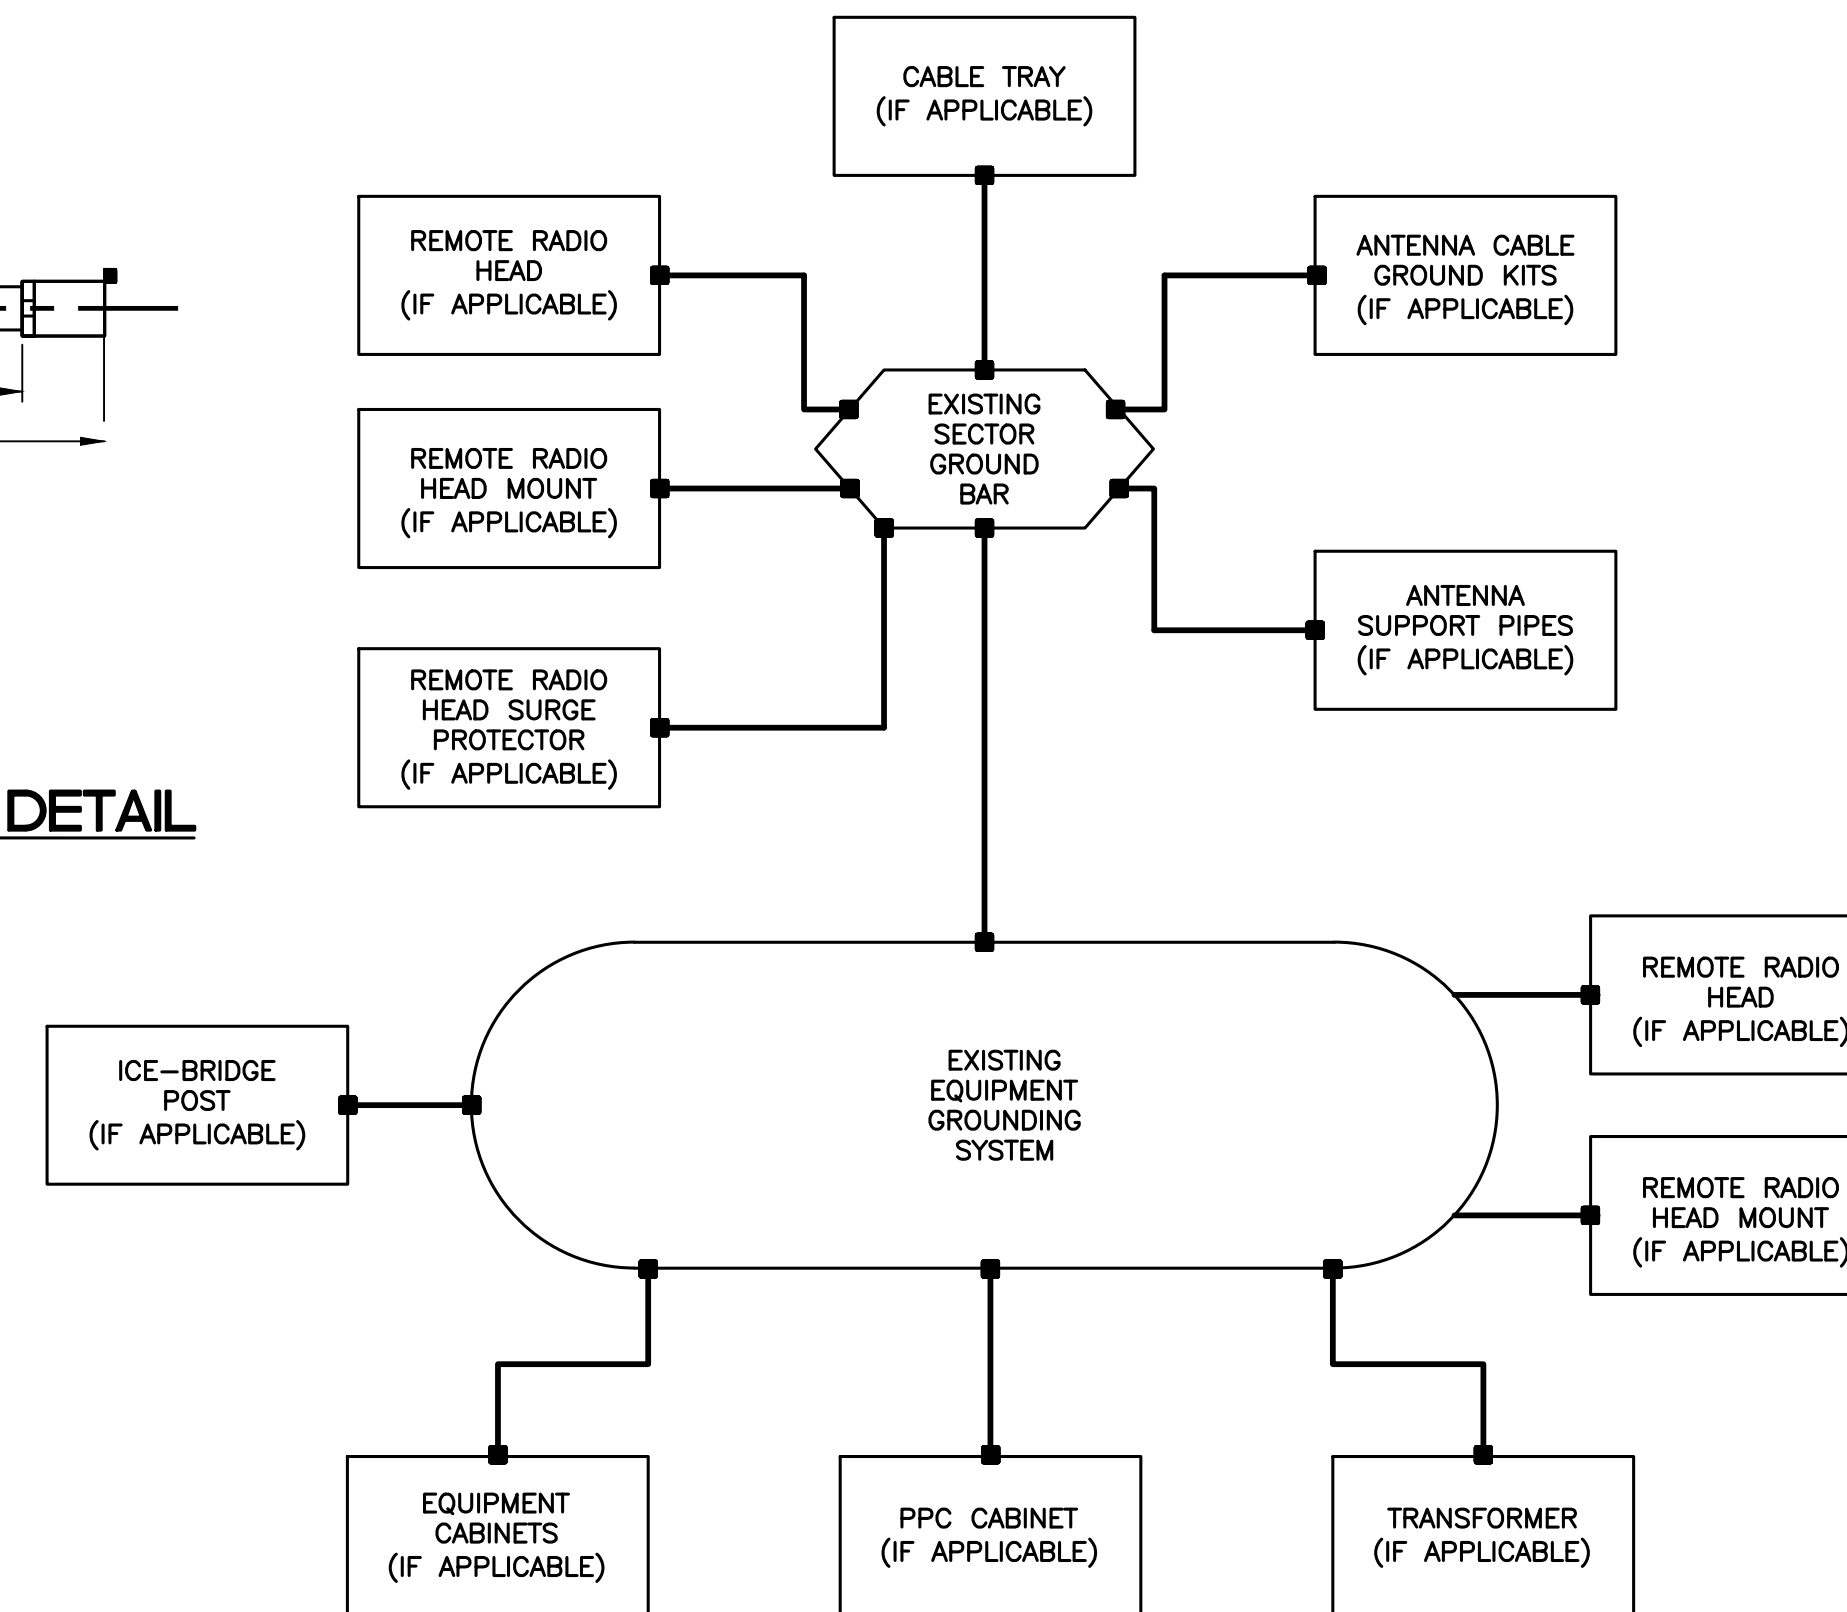 CABLE TRAY
(IF APPLICABLE)
REMOTE RADIO
HEAD
(IF APPLICABLE)
ANTENNA CABLE
GROUND KITS
(IF APPLICABLE)
EXISTING
SECTOR
GROUND
BAR
REMOTE RADIO
HEAD MOUNT
(IF APPLICABLE)
ANTENNA
SUPPORT PIPES
(IF APPLICABLE)
REMOTE RADIO
HEAD SURGE
PROTECTOR
(IF APPLICABLE)
DETAIL
REMOTE RADIO
HEAD
(IF APPLICABLE)
ICE-BRIDGE
POST
(IF APPLICABLE)
EXISTING
EQUIPMENT
GROUNDING
SYSTEM
REMOTE RADIO
HEAD MOUNT
(IF APPLICABLE)
EQUIPMENT
CABINETS
(IF APPLICABLE)
PPC CABINET
(IF APPLICABLE)
TRANSFORMER
(IF APPLICABLE)